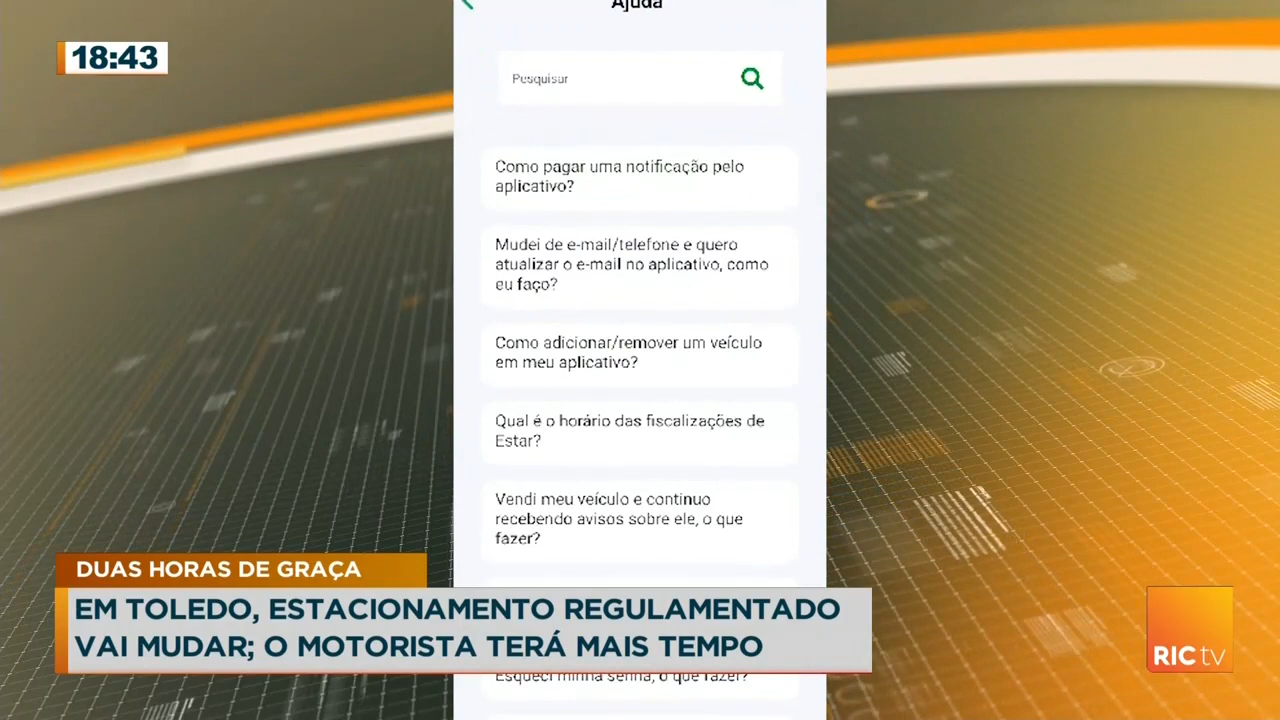 Ajuda
18:43
Pesquisar
Como pagar uma notificação pelo
aplicativo?
Mudei de e-mail/telefone e quero
atualizar o e-mail no aplicativo, como
eu faço?
Como adicionar/remover um veículo
em meu aplicativo?
Qual é o horário das fiscalizações de
Estar?
Vendi meu veículo e continuo
recebendo avisos sobre ele, o que
fazer?
DUAS HORAS DE GRAÇA
EM TOLEDO, ESTACIONAMENTO REGULAMENTADO
VAI MUDAR; O MOTORISTA TERÁ MAIS TEMPO
Esqueci minha senha, o que fazer?
RIC tv